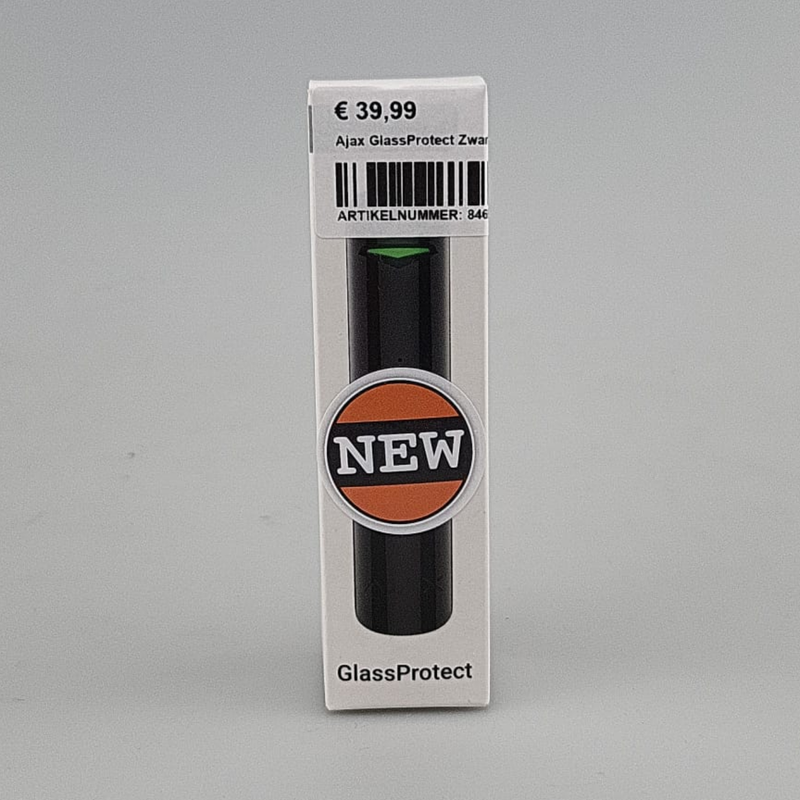 € 39,99
Ajax GlassProtect Zwar
ARTIKELNUMMER: 846
NEW
GlassProtect